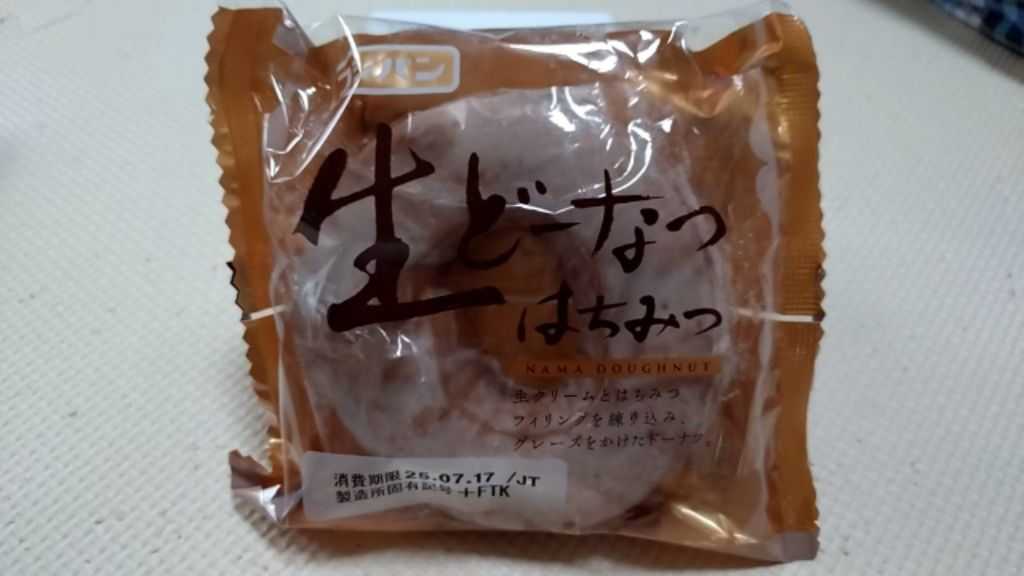 生どーなつ
はちみつ
NAMA DOUGHNUT
生クリームとはちみつ
フィリングを練り込み、
グレーズをかけたドーナツ。
消費期限 25.07.17 /JT
製造所固有記号 +FTK